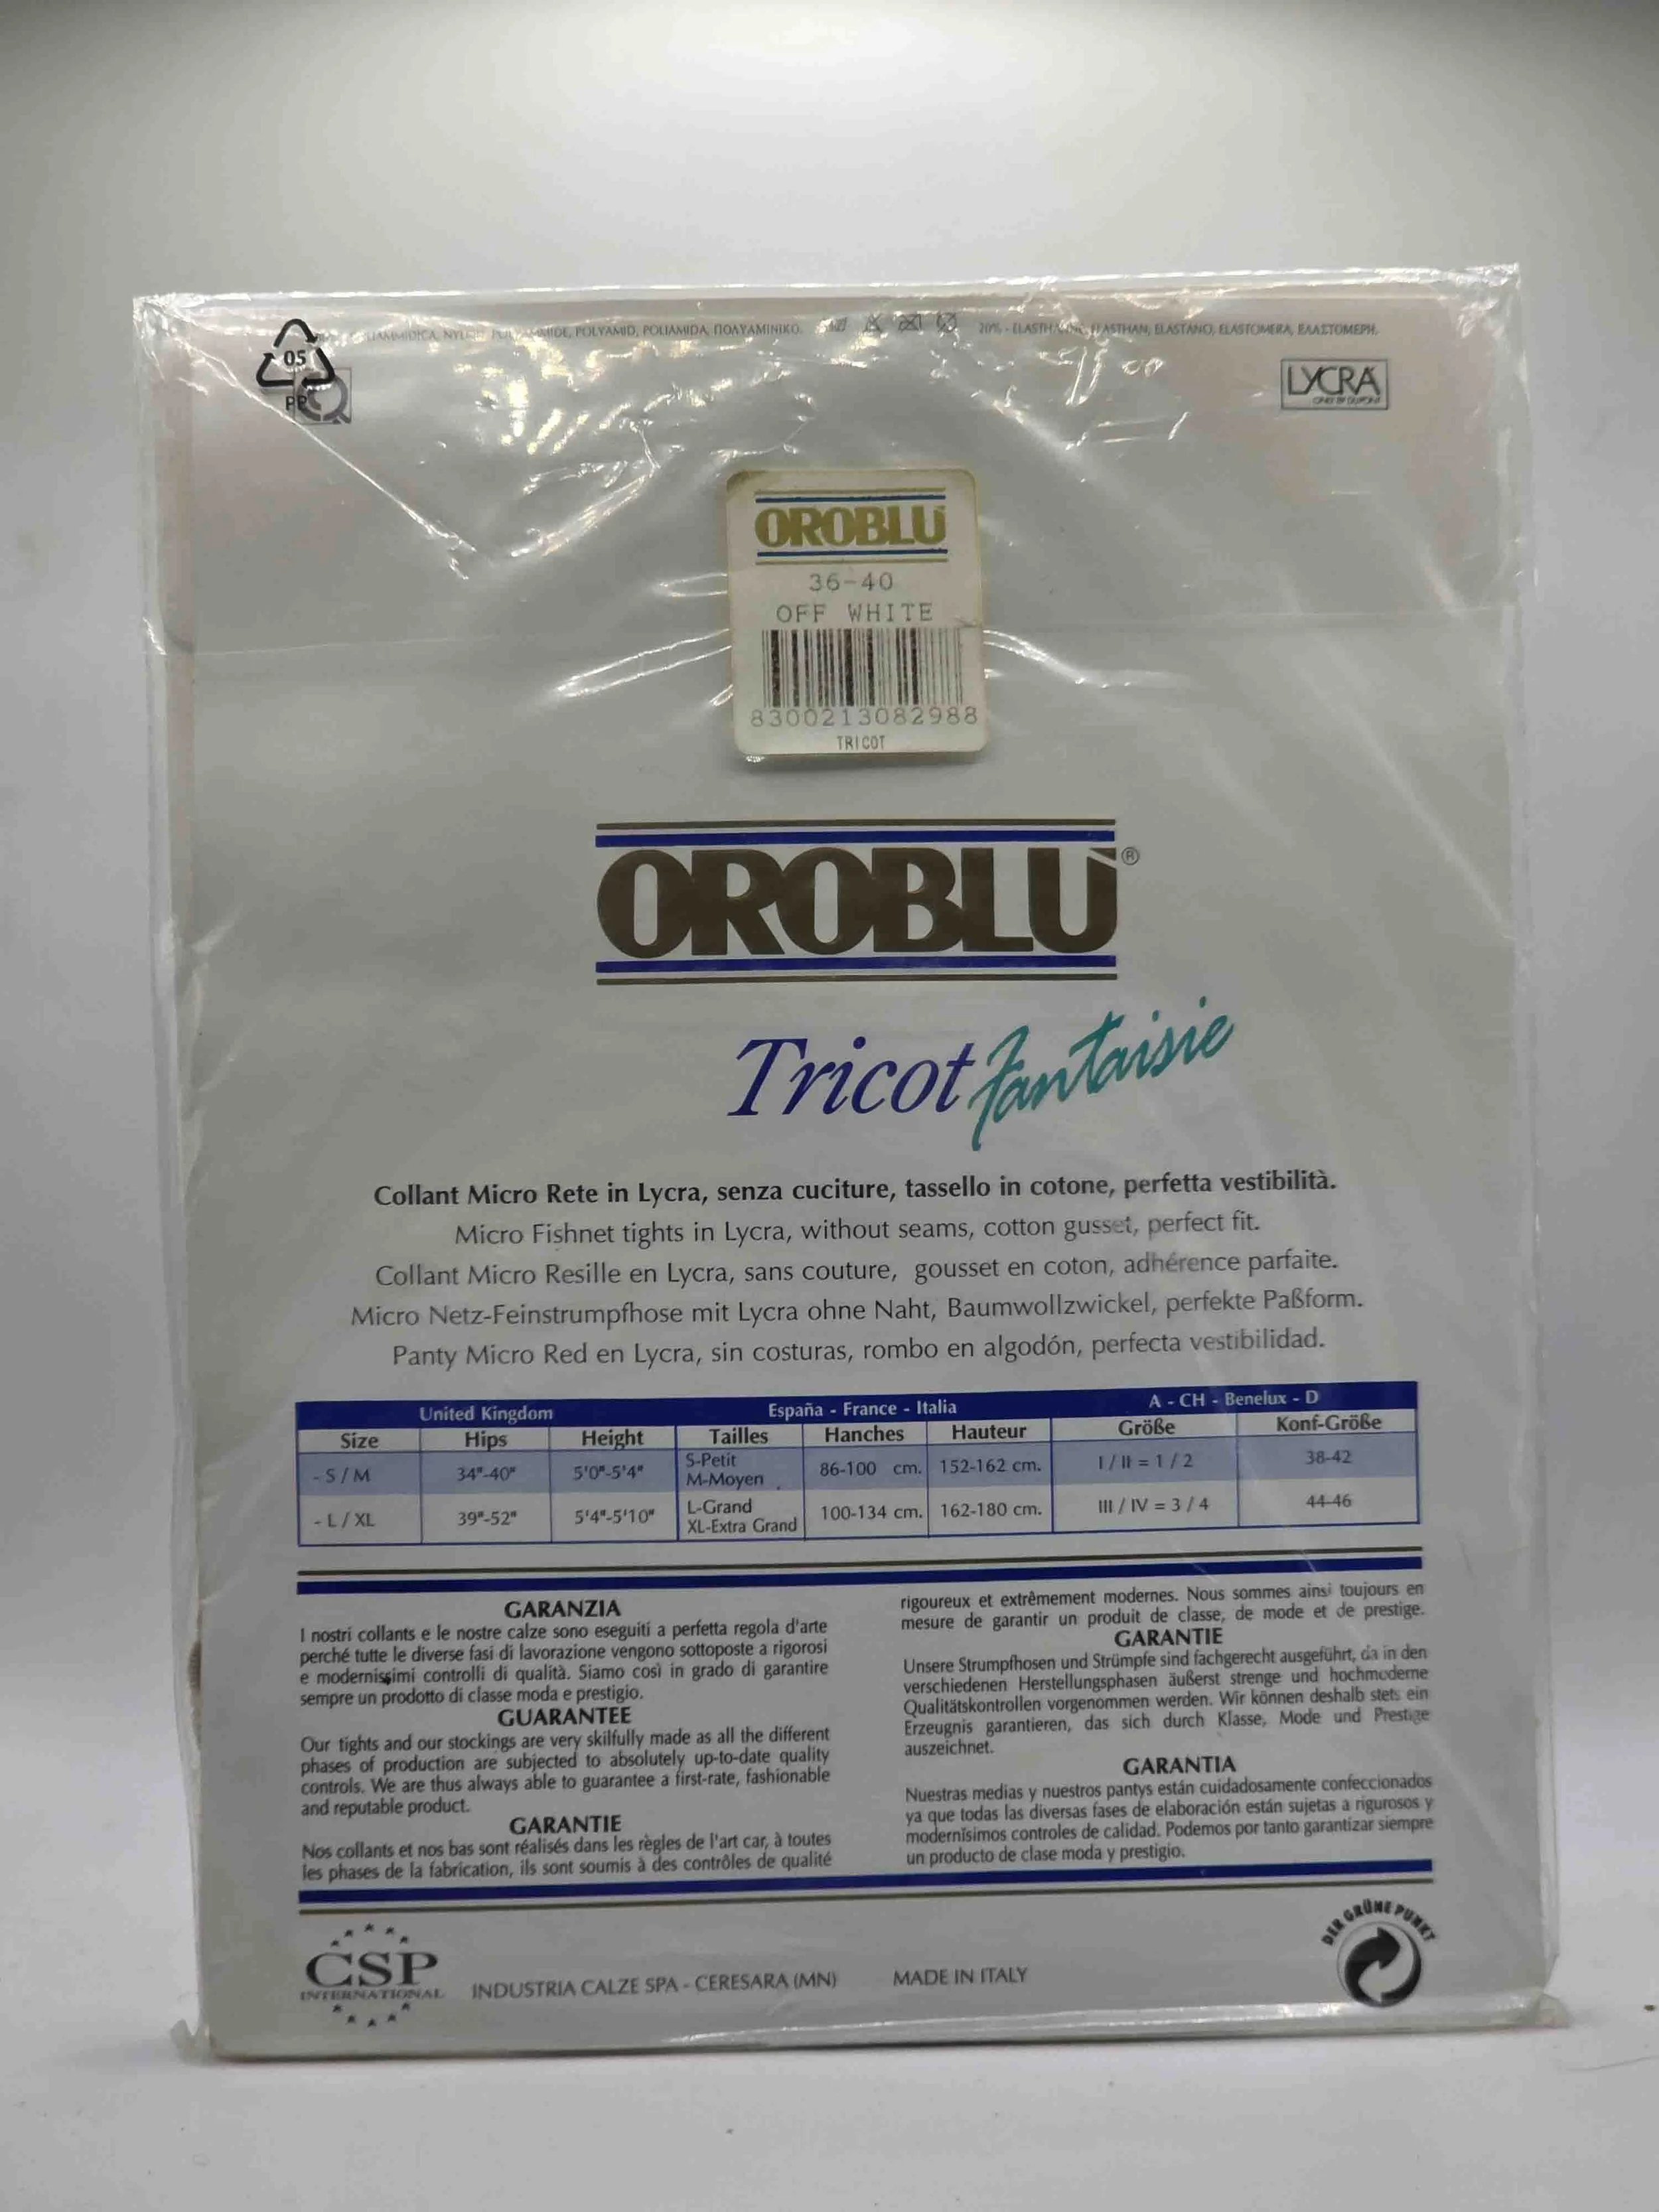 05
PP
NYLON, POLYAMIDE, POLYAMID, POLIAMIDA, ΠΟΛΥAMINIKO.
20% - ELASTHAN, ELASTANO, ELASTOMERA, ΕΛΑΣΤΟΜΕΡΗ.
LYCRA
ONLY BY DUPONT
OROBLÙ
36-40
OFF WHITE
8300213082988
TRICOT
OROBLÙ®
Tricot fantaisie
Collant Micro Rete in Lycra, senza cuciture, tassello in cotone, perfetta vestibilità.
Micro Fishnet tights in Lycra, without seams, cotton gusset, perfect fit.
Collant Micro Resille en Lycra, sans couture, gousset en coton, adhérence parfaite.
Micro Netz-Feinstrumpfhose mit Lycra ohne Naht, Baumwollzwickel, perfekte Paßform.
Panty Micro Red en Lycra, sin costuras, rombo en algodón, perfecta vestibilidad.
United Kingdom España - France - Italia A - CH - Benelux - D
Size Hips Height Tailles Hanches Hauteur Größe Konf-Größe
- S / M 34"-40" 5'0"-5'4" S-Petit M-Moyen 86-100 cm. 152-162 cm. I / II = 1 / 2 38-42
- L / XL 39"-52" 5'4"-5'10" L-Grand XL-Extra Grand 100-134 cm. 162-180 cm. III / IV = 3 / 4 44-46
GARANZIA
I nostri collants e le nostre calze sono eseguiti a perfetta regola d'arte
perché tutte le diverse fasi di lavorazione vengono sottoposte a rigorosi
e modernissimi controlli di qualità. Siamo così in grado di garantire
sempre un prodotto di classe moda e prestigio.
GUARANTEE
Our tights and our stockings are very skilfully made as all the different
phases of production are subjected to absolutely up-to-date quality
controls. We are thus always able to guarantee a first-rate, fashionable
and reputable product.
GARANTIE
Nos collants et nos bas sont réalisés dans les règles de l'art car, à toutes
les phases de la fabrication, ils sont soumis à des contrôles de qualité
rigoureux et extrêmement modernes. Nous sommes ainsi toujours en
mesure de garantir un produit de classe, de mode et de prestige.
GARANTIE
Unsere Strumpfhosen und Strümpfe sind fachgerecht ausgeführt, da in den
verschiedenen Herstellungsphasen äußerst strenge und hochmoderne
Qualitätskontrollen vorgenommen werden. Wir können deshalb stets ein
Erzeugnis garantieren, das sich durch Klasse, Mode und Prestige
auszeichnet.
GARANTIA
Nuestras medias y nuestros pantys están cuidadosamente confeccionados
ya que todas las diversas fases de elaboración están sujetas a rigurosos y
modernísimos controles de calidad. Podemos por tanto garantizar siempre
un producto de clase moda y prestigio.
CSP
INTERNATIONAL
INDUSTRIA CALZE SPA - CERESARA (MN) MADE IN ITALY
DER GRÜNE PUNKT